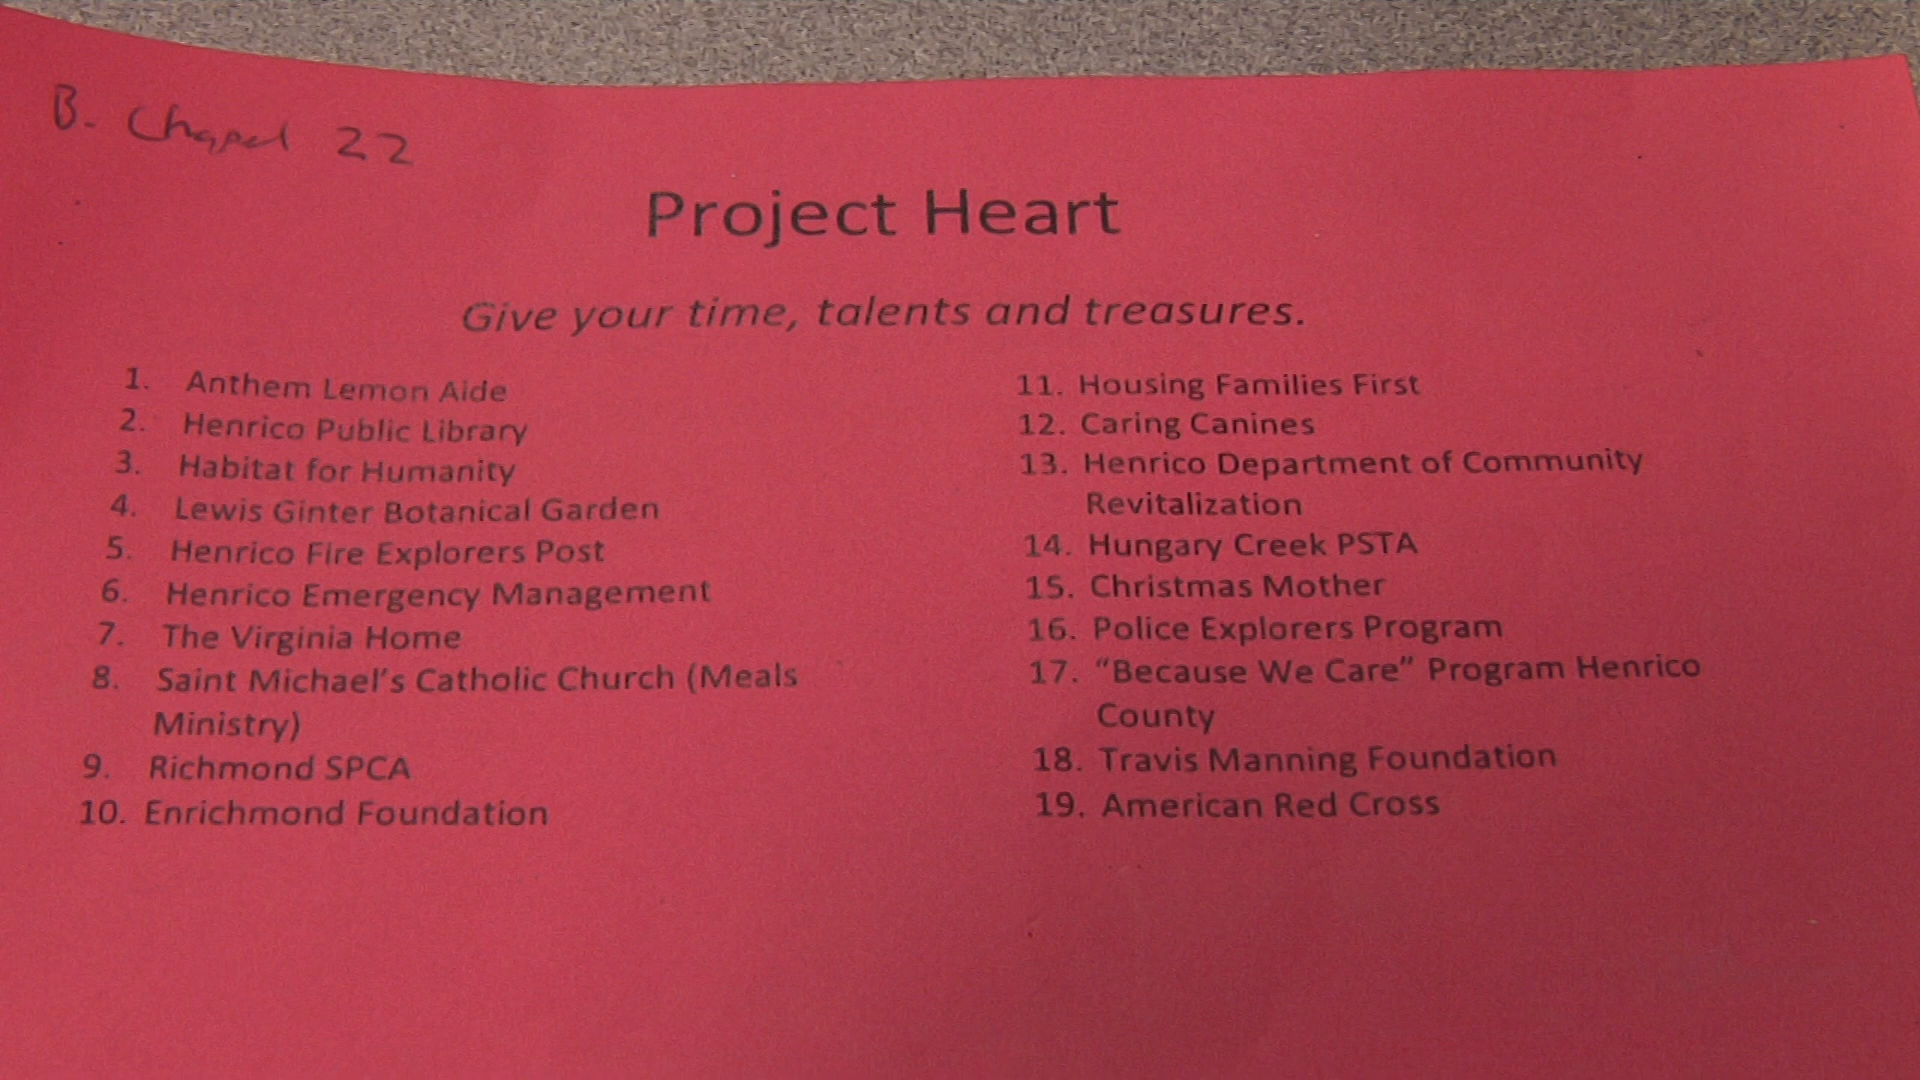 B. Chapel 22
Project Heart
Give your time, talents and treasures.
1. Anthem Lemon Aide
2. Henrico Public Library
3. Habitat for Humanity
4. Lewis Ginter Botanical Garden
5. Henrico Fire Explorers Post
6. Henrico Emergency Management
7. The Virginia Home
8. Saint Michael's Catholic Church (Meals
Ministry)
9. Richmond SPCA
10. Enrichmond Foundation
11. Housing Families First
12. Caring Canines
13. Henrico Department of Community
Revitalization
14. Hungary Creek PSTA
15. Christmas Mother
16. Police Explorers Program
17. “Because We Care” Program Henrico
County
18. Travis Manning Foundation
19. American Red Cross